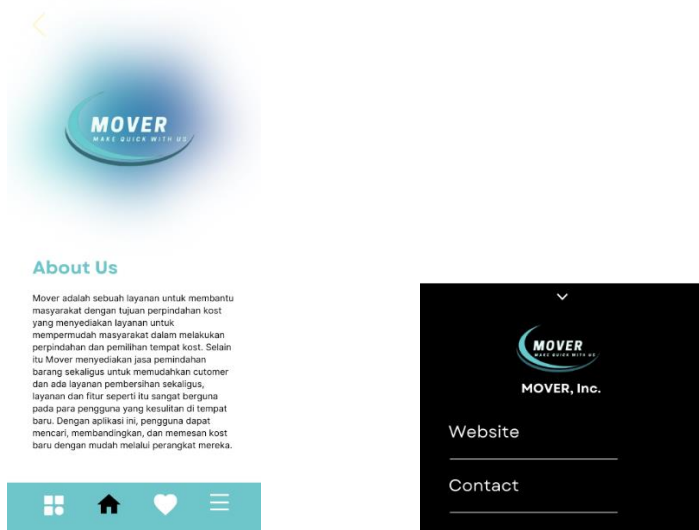 MOVER
MAKE QUICK WITH US
About Us
Mover adalah sebuah layanan untuk membantu
masyarakat dengan tujuan perpindahan kost
yang menyediakan layanan untuk
mempermudah masyarakat dalam melakukan
perpindahan dan pemilihan tempat kost. Selain
itu Mover menyediakan jasa pemindahan
barang sekaligus untuk memudahkan cutomer
dan ada layanan pembersihan sekaligus,
layanan dan fitur seperti itu sangat berguna
pada para pengguna yang kesulitan di tempat
baru. Dengan aplikasi ini, pengguna dapat
mencari, membandingkan, dan memesan kost
baru dengan mudah melalui perangkat mereka.
MOVER
MAKE QUICK WITH US
MOVER, Inc.
Website
Contact